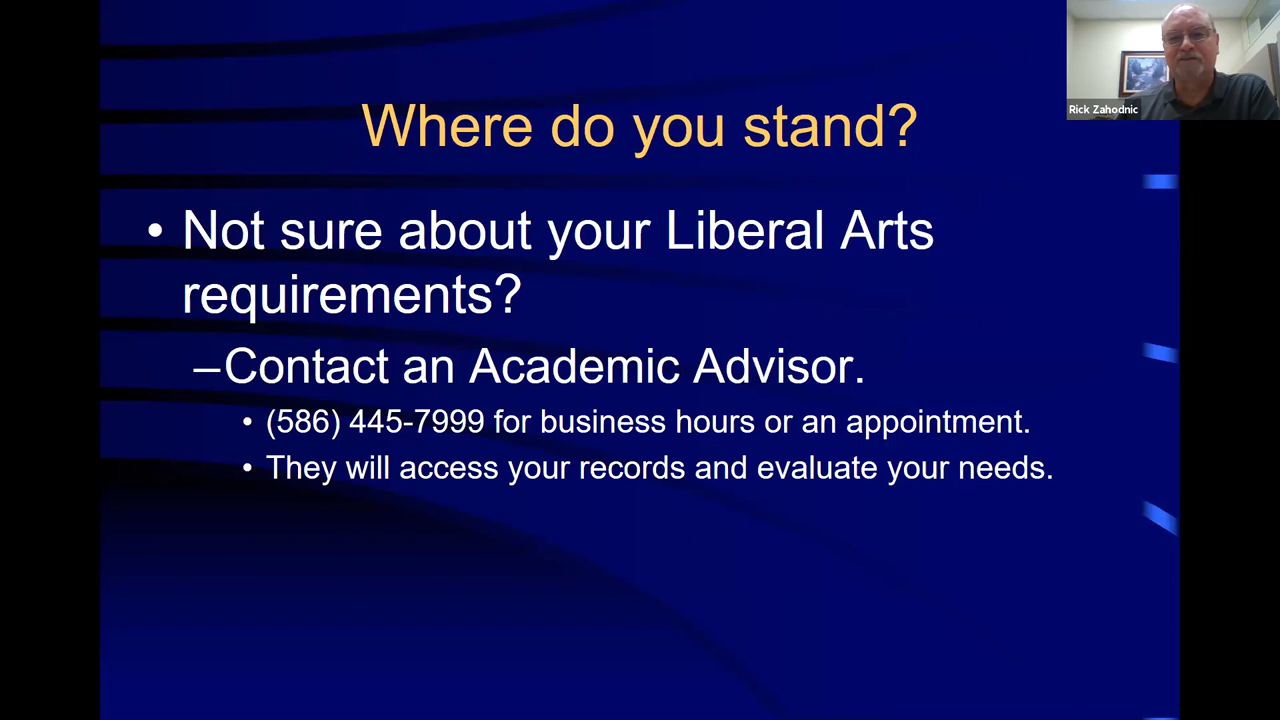 Rick Zahodnic
Where do you stand?
• Not sure about your Liberal Arts
requirements?
–Contact an Academic Advisor.
• (586) 445-7999 for business hours or an appointment.
• They will access your records and evaluate your needs.